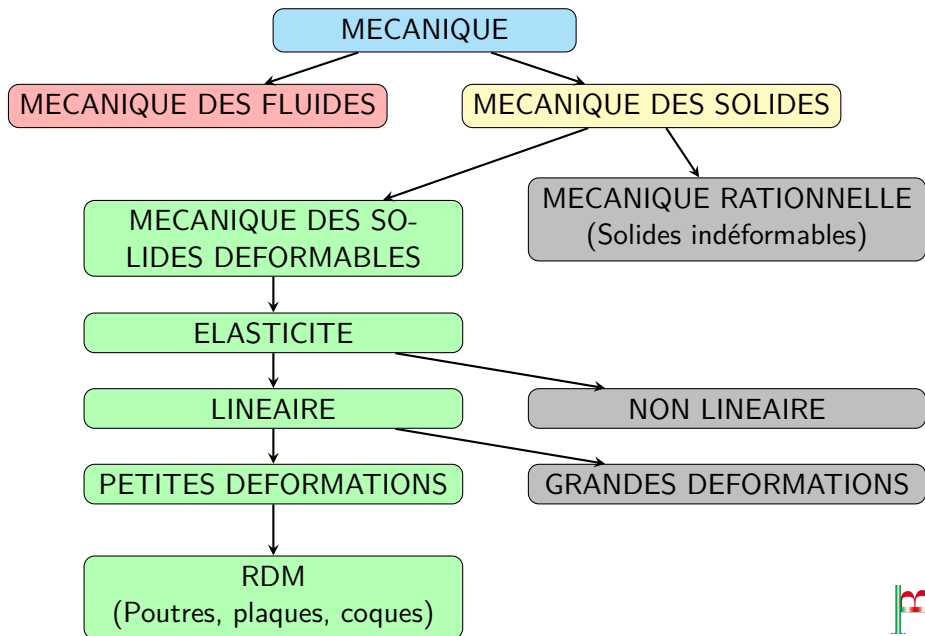 MECANIQUE
MECANIQUE DES FLUIDES
MECANIQUE DES SOLIDES
MECANIQUE DES SO-
LIDES DEFORMABLES
MECANIQUE RATIONNELLE
(Solides indéformables)
ELASTICITE
LINEAIRE
NON LINEAIRE
PETITES DEFORMATIONS
GRANDES DEFORMATIONS
RDM
(Poutres, plaques, coques)